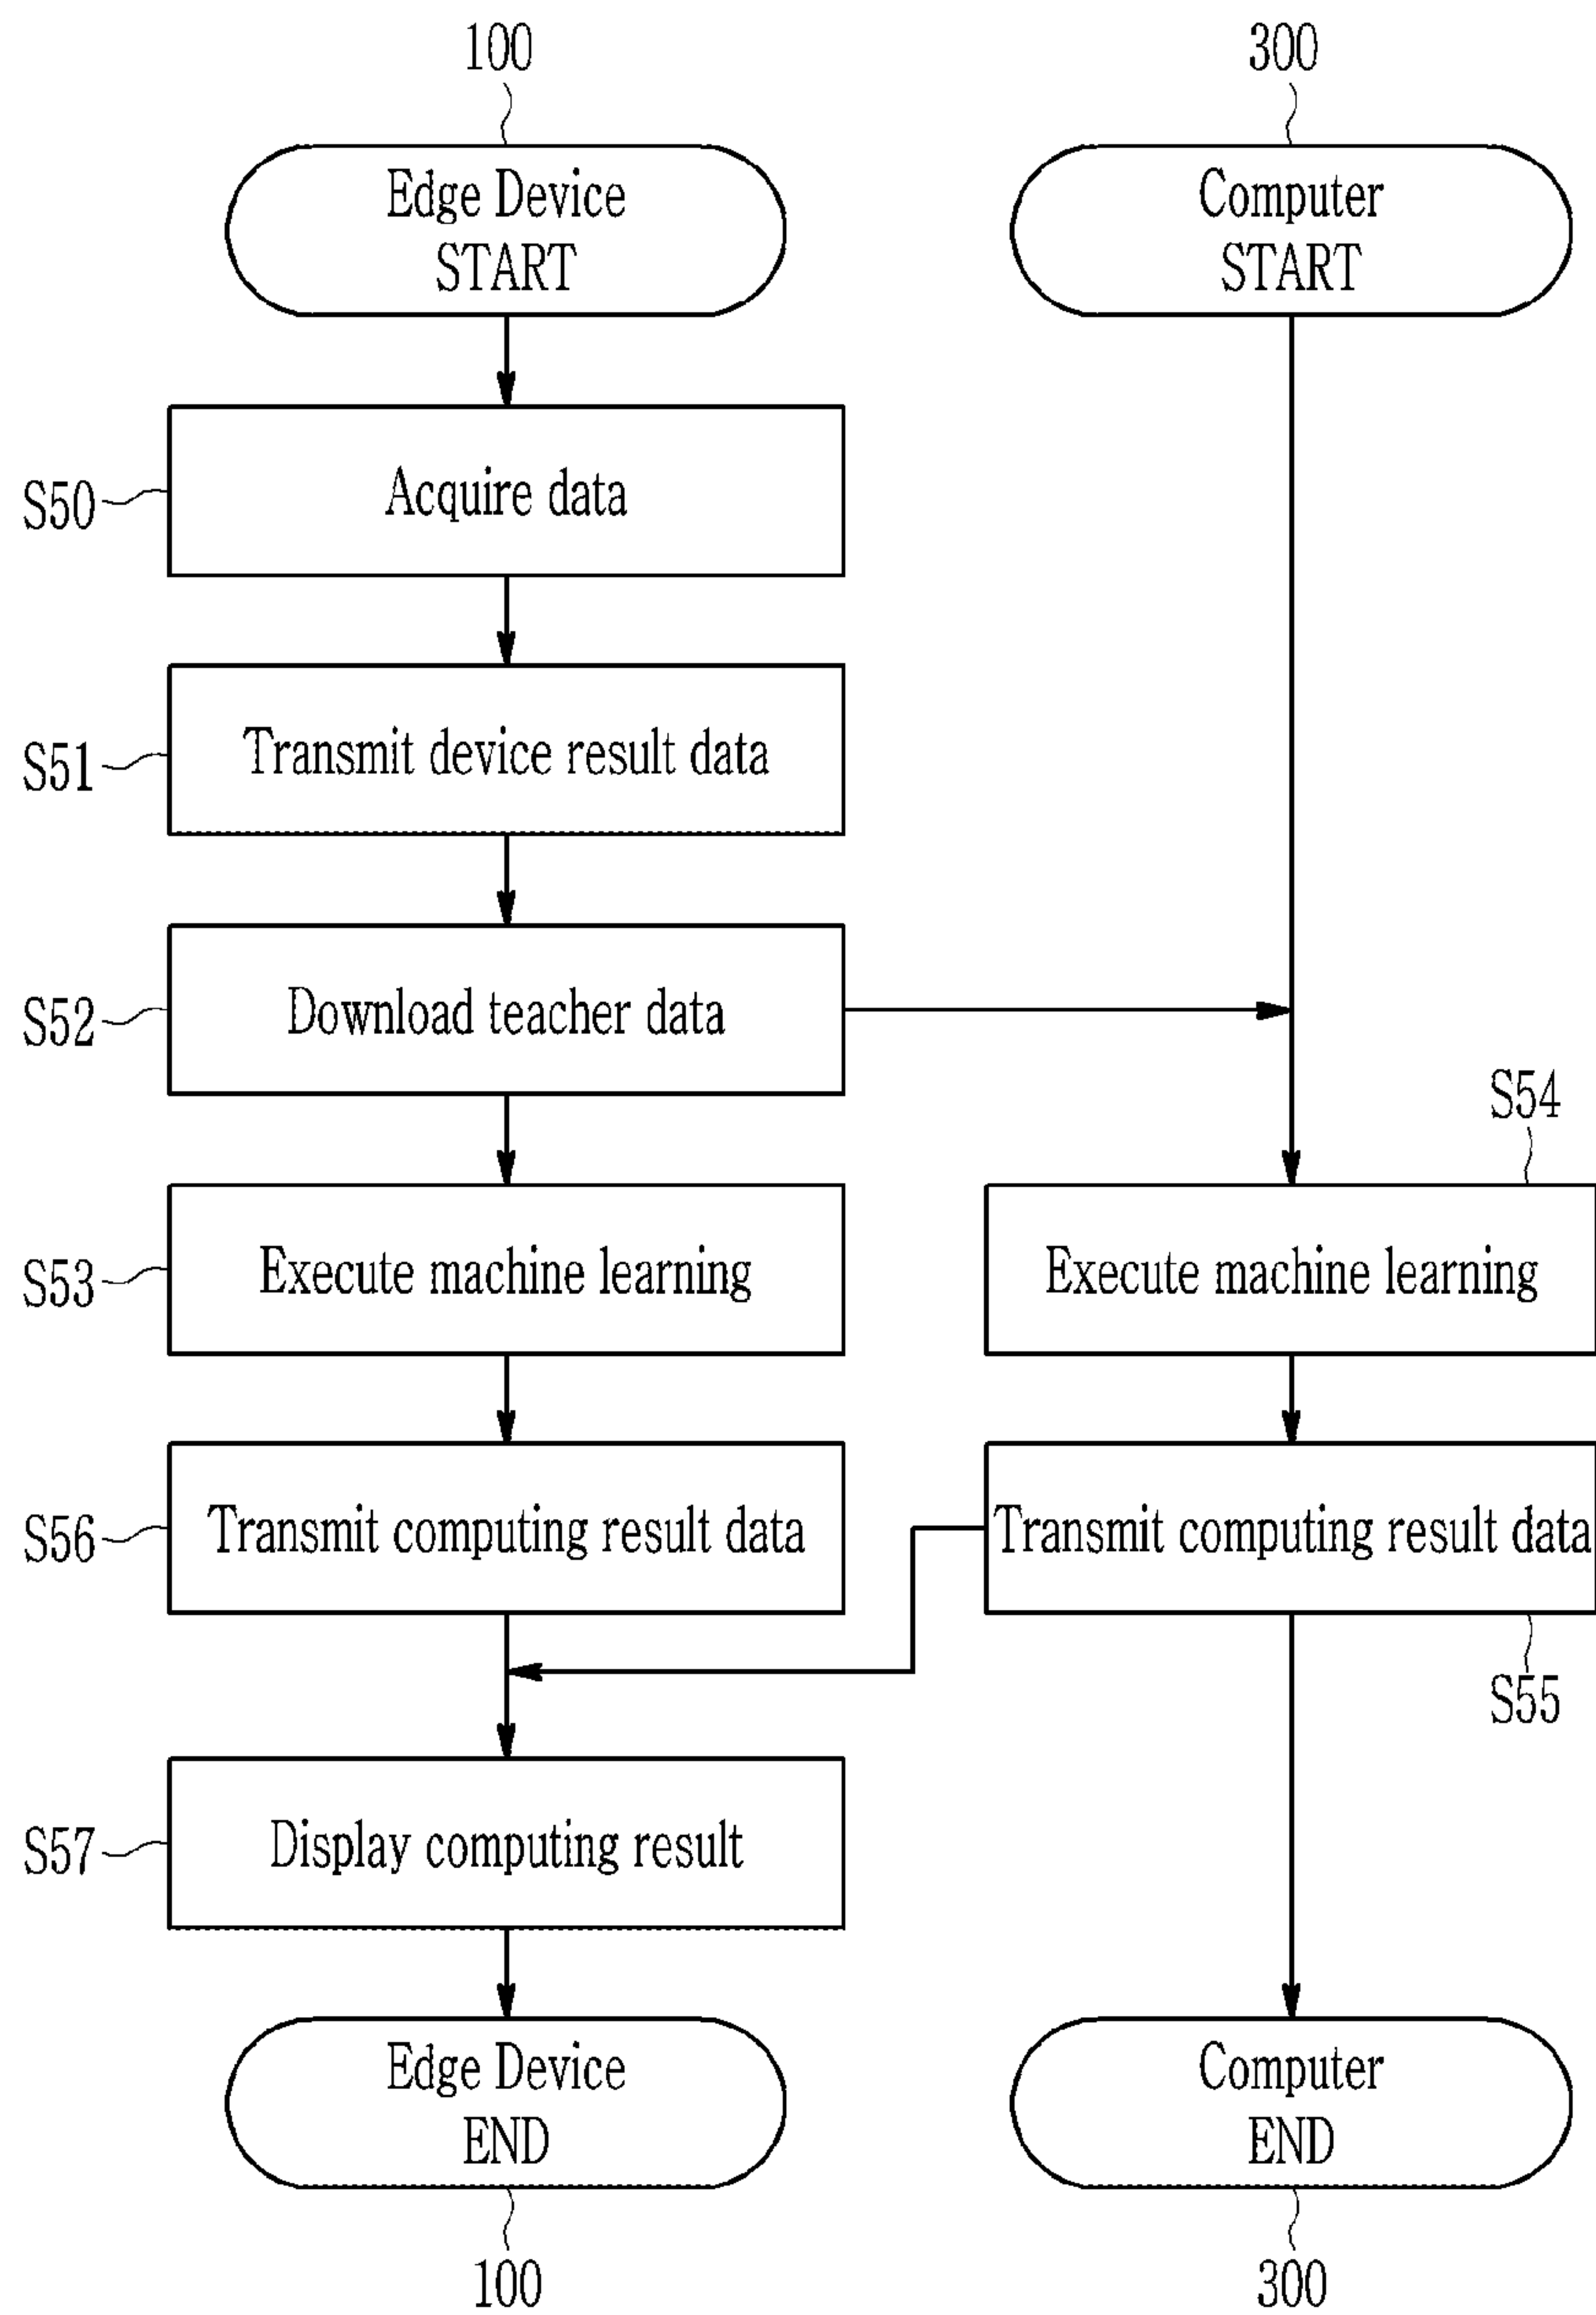 100
300
Edge Device
START
Computer
START
S50
Acquire data
S51
Transmit device result data
S52
Download teacher data
S54
S53
Execute machine learning
Execute machine learning
S56
Transmit computing result data
Transmit computing result data
S55
S57
Display computing result
Edge Device
END
Computer
END
100
300